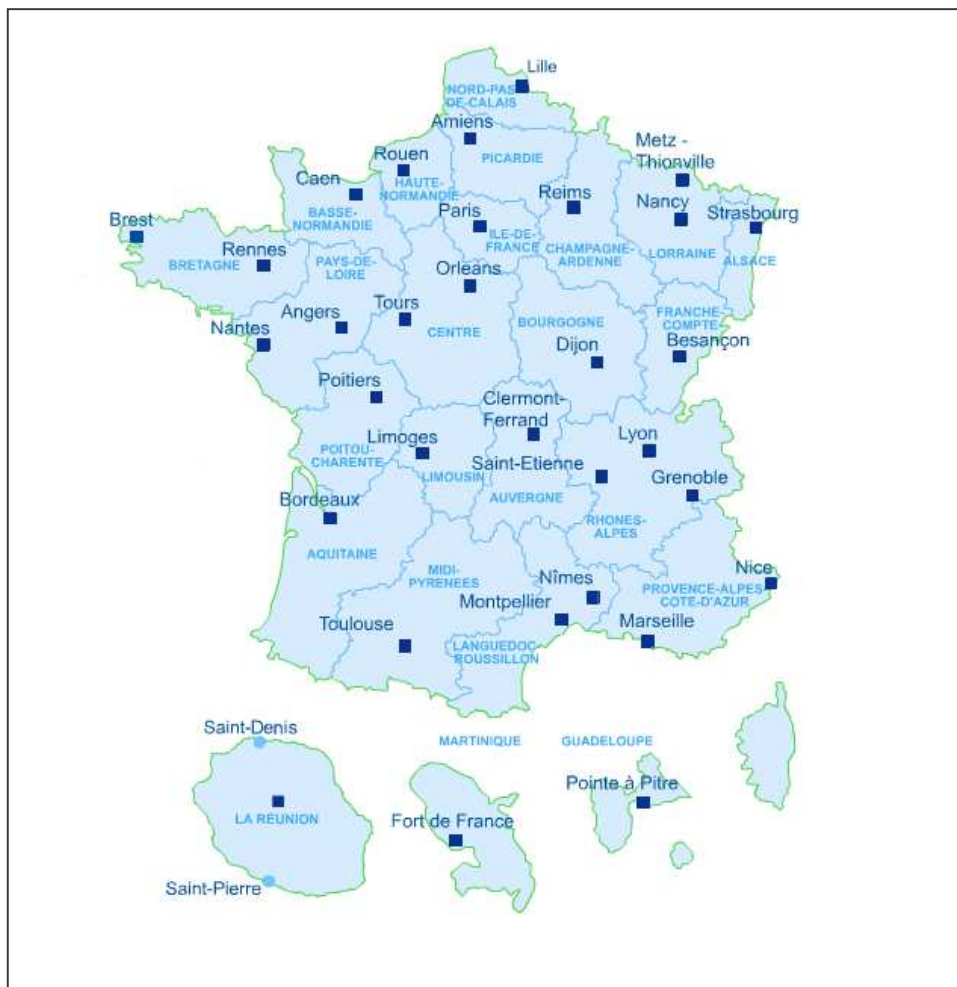 Lille
NORD-PAS
DE-CALAIS
Amiens
PICARDIE
Rouen
HAUTE-
NORMANDIE
Metz -
Thionville
Caen
BASSE-
NORMANDIE
Reims
Nancy
Strasbourg
Paris
ILE-DE-
FRANCE
CHAMPAGNE-
ARDENNE
LORRAINE
ALSACE
Brest
BRETAGNE
Rennes
PAYS-DE-
LOIRE
Orleans
Angers
Tours
CENTRE
BOURGOGNE
FRANCHE-
COMPTE
Nantes
Dijon
Besançon
Poitiers
Clermont-
Ferrand
POITOU-
CHARENTE
Limoges
LIMOUSIN
Lyon
Saint-Etienne
Grenoble
AUVERGNE
Bordeaux
RHONES-
ALPES
AQUITAINE
MIDI-
PYRENEES
Nîmes
Nice
PROVENCE-ALPES
COTE-D'AZUR
Montpellier
Toulouse
Marseille
LANGUEDOC
ROUSSILLON
Saint-Denis
MARTINIQUE
GUADELOUPE
Pointe à Pitre
LA RÉUNION
Fort de France
Saint-Pierre